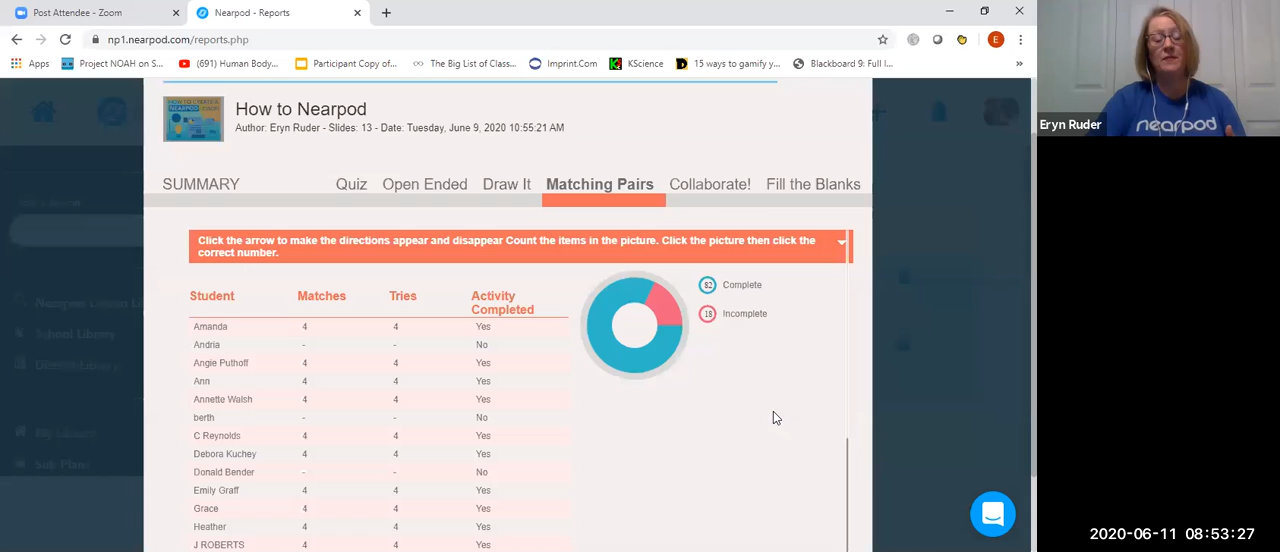 Post Attendee - Zoom
Nearpod - Reports
np1.nearpod.com/reports.php
E
Apps
Project NOAH on S...
(691) Human Body...
Participant Copy of...
The Big List of Class...
Imprint.Com
KScience
15 ways to gamify y...
Blackboard 9: Full I...
»
How to Nearpod
Author: Eryn Ruder - Slides: 13 - Date: Tuesday, June 9, 2020 10:55:21 AM
SUMMARY Quiz Open Ended Draw It Matching Pairs Collaborate! Fill the Blanks
Click the arrow to make the directions appear and disappear Count the items in the picture. Click the picture then click the
correct number.
Student Matches Tries Activity Completed
Amanda 4 4 Yes
Andria - - No
Angie Puthoff 4 4 Yes
Ann 4 4 Yes
Annette Walsh 4 4 Yes
berth - - No
C Reynolds 4 4 Yes
Debora Kuchey 4 4 Yes
Donald Bender - - No
Emily Graff 4 4 Yes
Grace 4 4 Yes
Heather 4 4 Yes
J ROBERTS 4 4 Yes
82 Complete
18 Incomplete
School Library
My Library
Sub Plans
nearpod
Eryn Ruder
2020-06-11 08:53:27